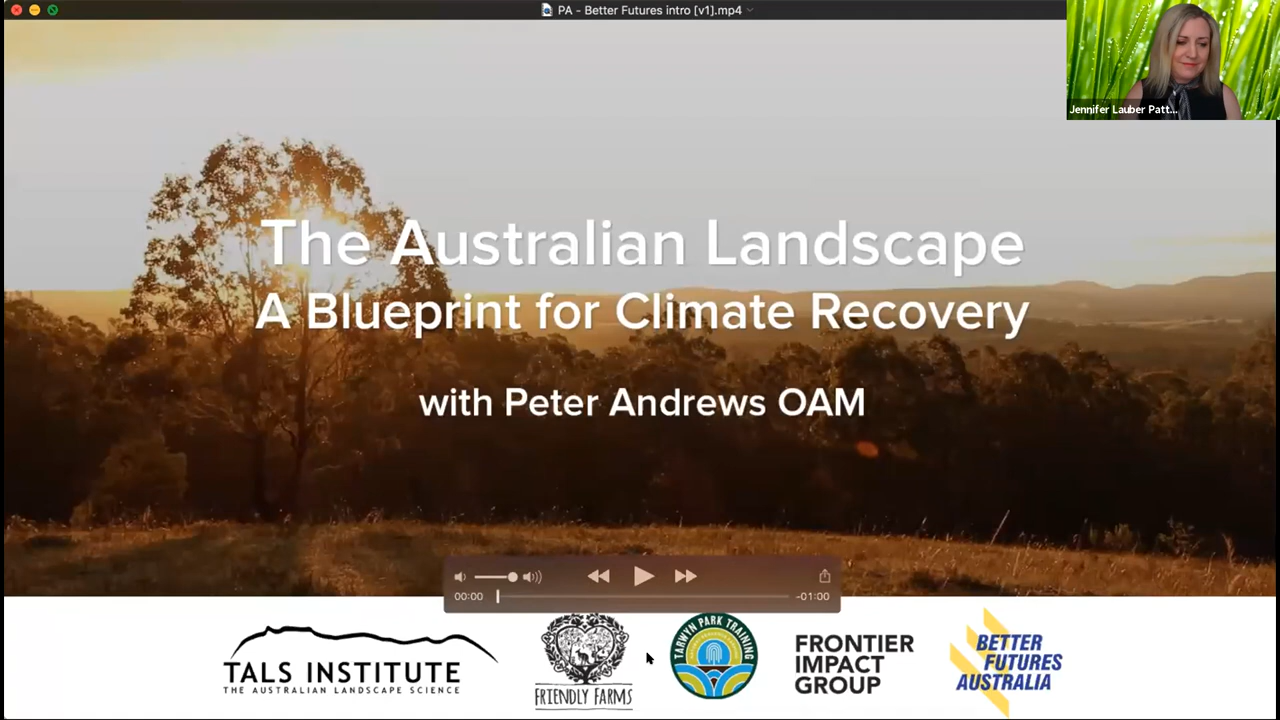 PA - Better Futures intro [v1].mp4
Jennifer Lauber Patt...
The Australian Landscape
A Blueprint for Climate Recovery
with Peter Andrews OAM
00:00
-01:00
TALS INSTITUTE
THE AUSTRALIAN LANDSCAPE SCIENCE
FRIENDLY FARMS
TARWYN PARK TRAINING
FRONTIER
IMPACT
GROUP
BETTER
FUTURES
AUSTRALIA